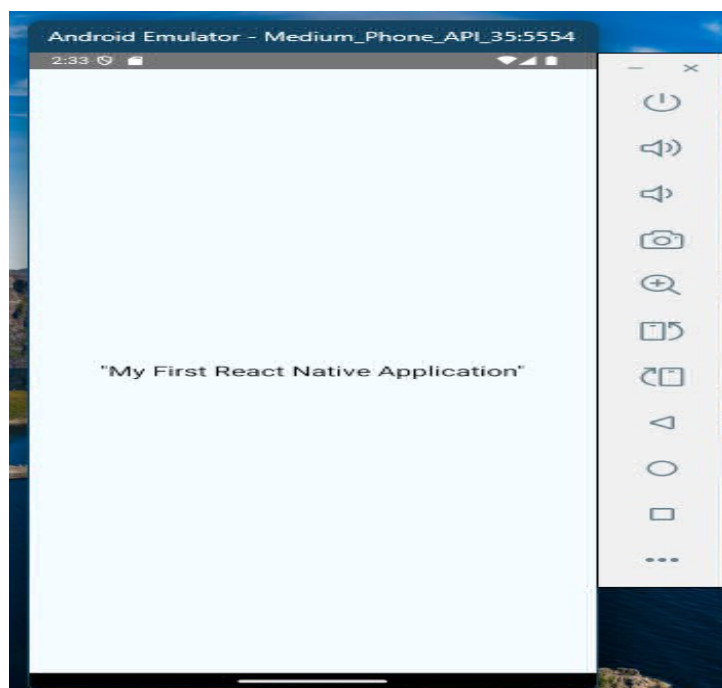 Android Emulator - Medium_Phone_API_35:5554
2:33
"My First React Native Application"